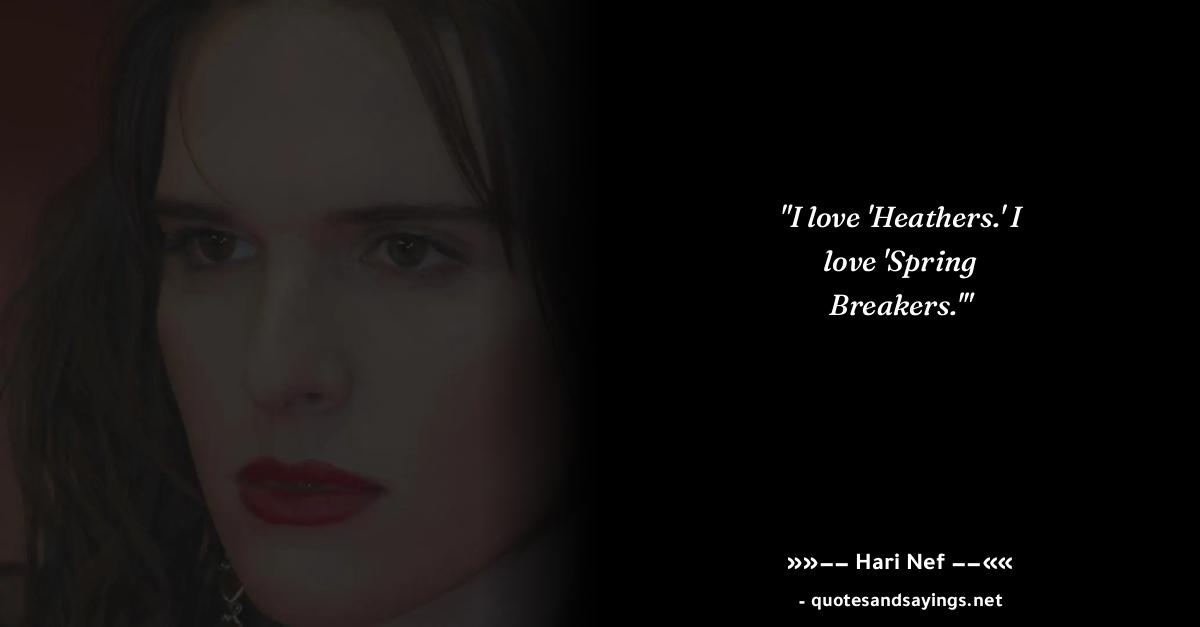 "I love 'Heathers.' I
love 'Spring
Breakers.'"
»»−− Hari Nef −−««
- quotesandsayings.net